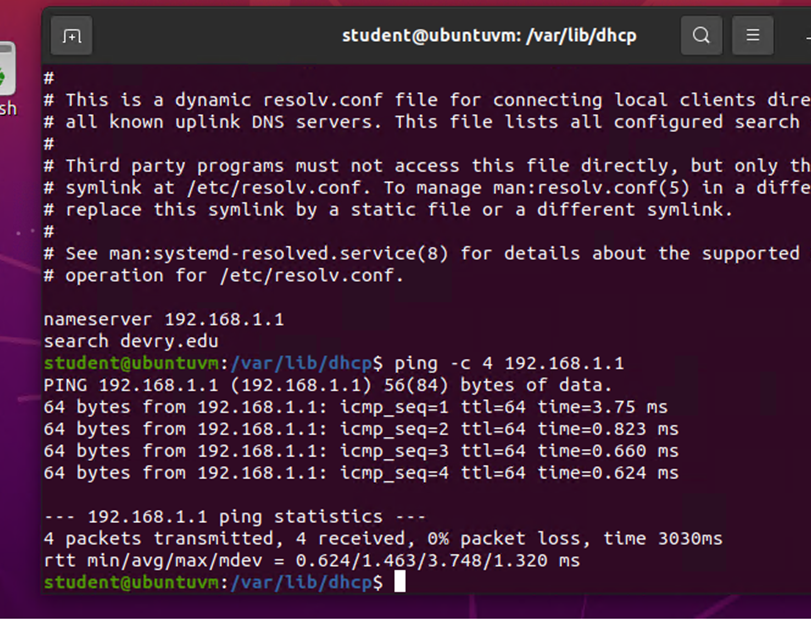 student@ubuntuvm: /var/lib/dhcp
sh
#
# This is a dynamic resolv.conf file for connecting local clients dire
# all known uplink DNS servers. This file lists all configured search
#
# Third party programs must not access this file directly, but only th
# symlink at /etc/resolv.conf. To manage man:resolv.conf(5) in a diffe
# replace this symlink by a static file or a different symlink.
#
# See man:systemd-resolved.service(8) for details about the supported
# operation for /etc/resolv.conf.
nameserver 192.168.1.1
search devry.edu
student@ubuntuvm:/var/lib/dhcp$ ping -c 4 192.168.1.1
PING 192.168.1.1 (192.168.1.1) 56(84) bytes of data.
64 bytes from 192.168.1.1: icmp_seq=1 ttl=64 time=3.75 ms
64 bytes from 192.168.1.1: icmp_seq=2 ttl=64 time=0.823 ms
64 bytes from 192.168.1.1: icmp_seq=3 ttl=64 time=0.660 ms
64 bytes from 192.168.1.1: icmp_seq=4 ttl=64 time=0.624 ms
--- 192.168.1.1 ping statistics ---
4 packets transmitted, 4 received, 0% packet loss, time 3030ms
rtt min/avg/max/mdev = 0.624/1.463/3.748/1.320 ms
student@ubuntuvm:/var/lib/dhcp$